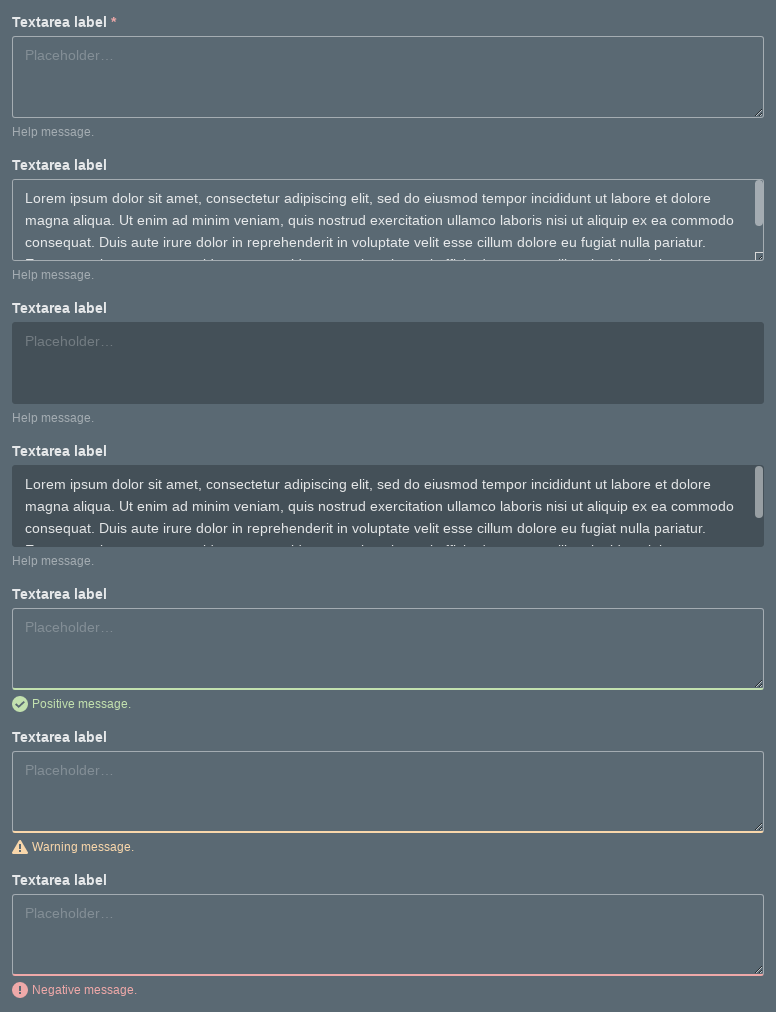 Textarea label *
Placeholder…
Help message.
Textarea label
Lorem ipsum dolor sit amet, consectetur adipiscing elit, sed do eiusmod tempor incididunt ut labore et dolore
magna aliqua. Ut enim ad minim veniam, quis nostrud exercitation ullamco laboris nisi ut aliquip ex ea commodo
consequat. Duis aute irure dolor in reprehenderit in voluptate velit esse cillum dolore eu fugiat nulla pariatur.
Help message.
Textarea label
Placeholder…
Help message.
Textarea label
Lorem ipsum dolor sit amet, consectetur adipiscing elit, sed do eiusmod tempor incididunt ut labore et dolore
magna aliqua. Ut enim ad minim veniam, quis nostrud exercitation ullamco laboris nisi ut aliquip ex ea commodo
consequat. Duis aute irure dolor in reprehenderit in voluptate velit esse cillum dolore eu fugiat nulla pariatur.
Help message.
Textarea label
Placeholder…
Positive message.
Textarea label
Placeholder…
Warning message.
Textarea label
Placeholder…
Negative message.